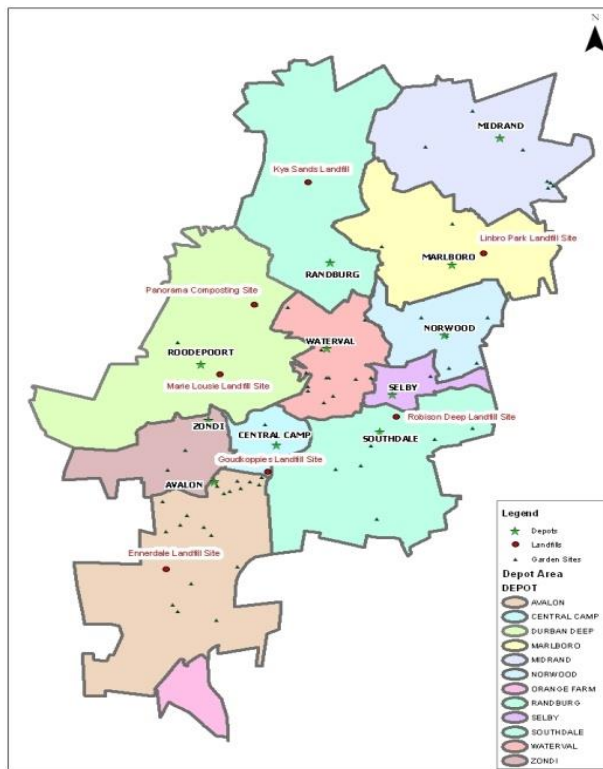 N
MIDRAND
Kya Sands Landfill
Linbro Park Landfill Site
MARLBORO
RANDBURG
Panorama Composting Site
NORWOOD
WATERVAL
ROODEPOORT
Marie Lousie Landfill Site
SELBY
Robison Deep Landfill Site
ZONDI
CENTRAL CAMP
SOUTHDALE
Goudkoppies Landfill Site
AVALON
Ennerdale Landfill Site
Legend
Depots
Landfills
Garden Sites
Depot Area
DEPOT
AVALON
CENTRAL CAMP
DURBAN DEEP
MARLBORO
MIDRAND
NORWOOD
ORANGE FARM
RANDBURG
SELBY
SOUTHDALE
WATERVAL
ZONDI